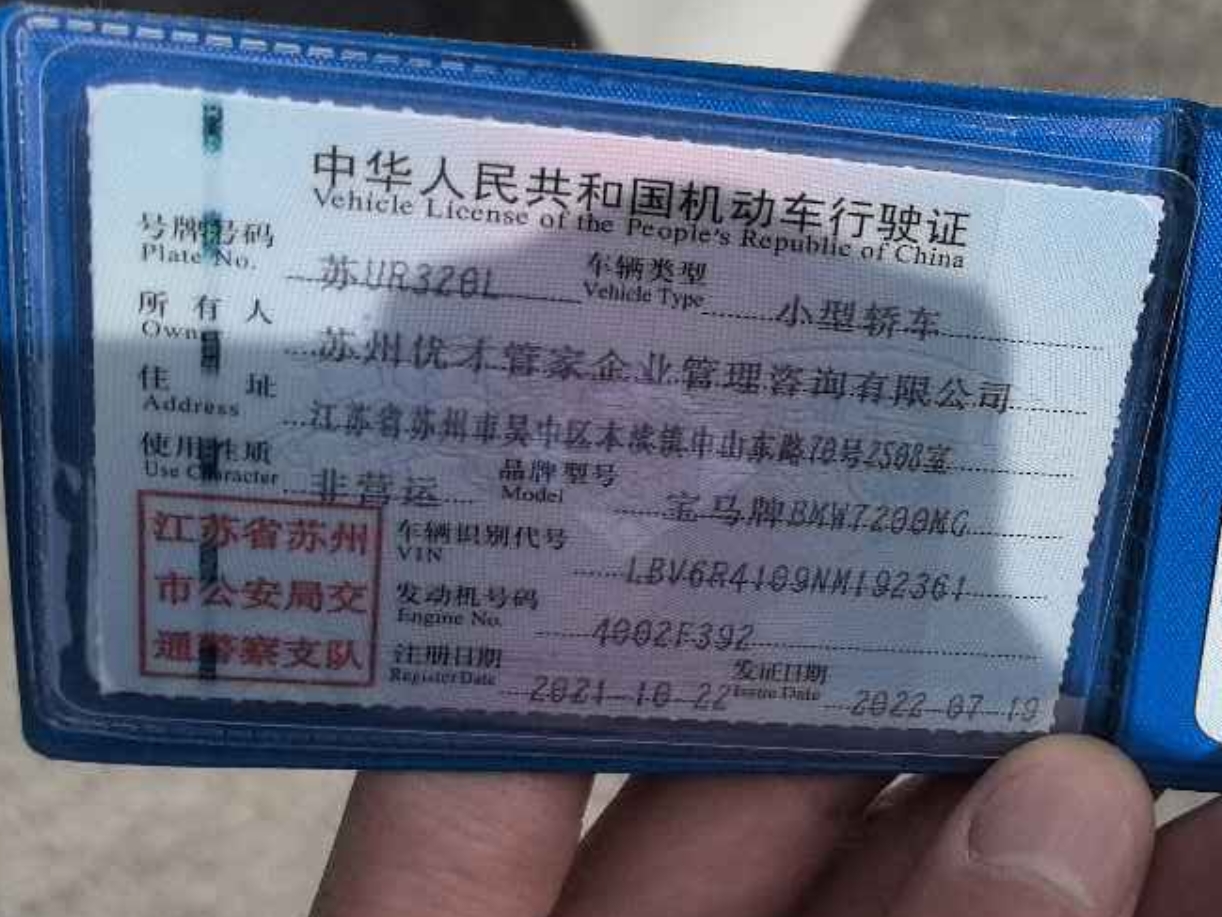 中华人民共和国机动车行驶证
Vehicle License of the People's Republic of China
号牌号码 苏UR320L 车辆类型 小型轿车
Plate No. Vehicle Type
所有人 苏州优才管家企业管理咨询有限公司
Owner
住址 江苏省苏州市吴中区木渎镇中山东路70号2508室
Address
使用性质 非营运 品牌型号 宝马牌BMW7200MG
Use Character Model
江苏省苏州
市公安局交
通警察支队
车辆识别代号 LBV6R4109NM192361
VIN
发动机号码 4002F392
Engine No.
注册日期 2021-10-22 发证日期 2022-07-19
Register Date Issue Date